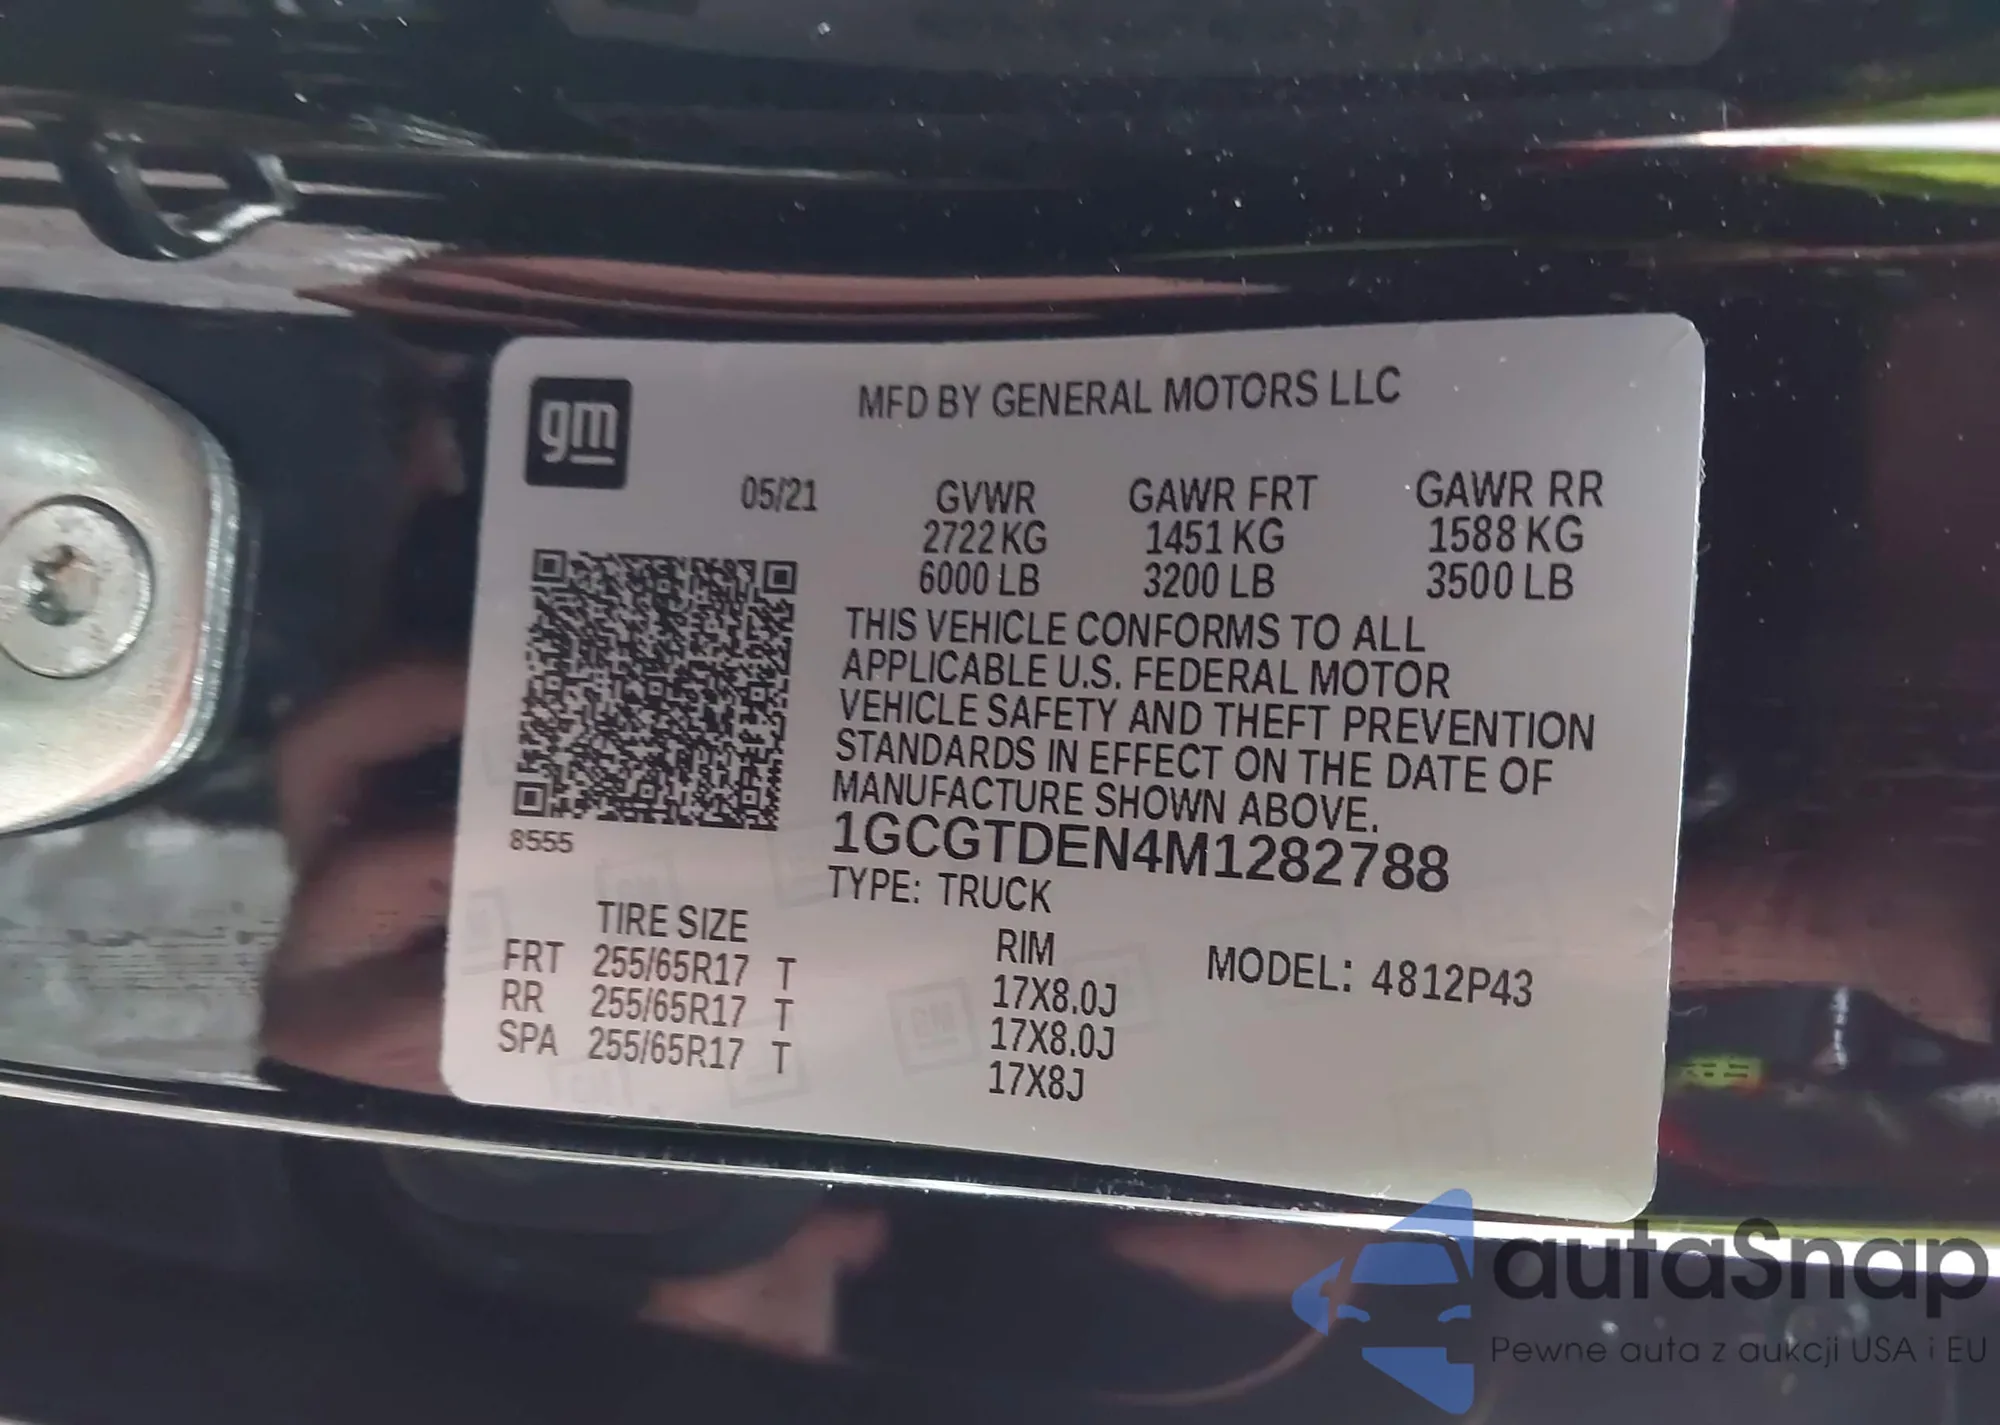 gm
MFD BY GENERAL MOTORS LLC
05/21 GVWR GAWR FRT GAWR RR
2722 KG 1451 KG 1588 KG
6000 LB 3200 LB 3500 LB
THIS VEHICLE CONFORMS TO ALL
APPLICABLE U.S. FEDERAL MOTOR
VEHICLE SAFETY AND THEFT PREVENTION
STANDARDS IN EFFECT ON THE DATE OF
MANUFACTURE SHOWN ABOVE.
8555
1GCGTDEN4M1282788
TYPE: TRUCK
TIRE SIZE RIM MODEL: 4812P43
FRT 255/65R17 T 17X8.0J
RR 255/65R17 T 17X8.0J
SPA 255/65R17 T 17X8J
autaSnap
Pewne auta z aukcji USA i EU